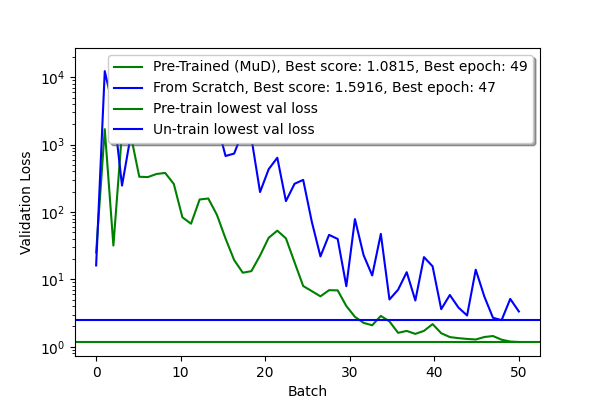 Pre-Trained (MuD), Best score: 1.0815, Best epoch: 49
From Scratch, Best score: 1.5916, Best epoch: 47
Pre-train lowest val loss
Un-train lowest val loss
10⁴
10³
10²
10¹
10⁰
Validation Loss
0 10 20 30 40 50
Batch